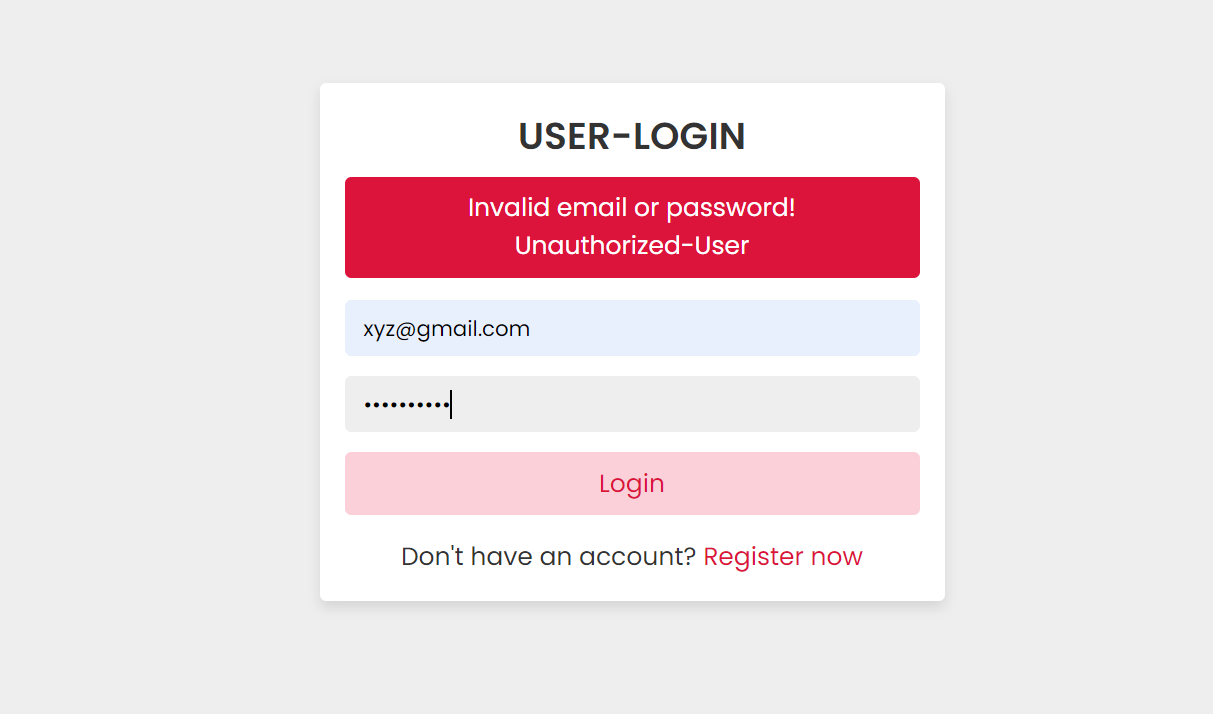 USER-LOGIN
Invalid email or password!
Unauthorized-User
xyz@gmail.com
••••••••••
Login
Don't have an account? Register now